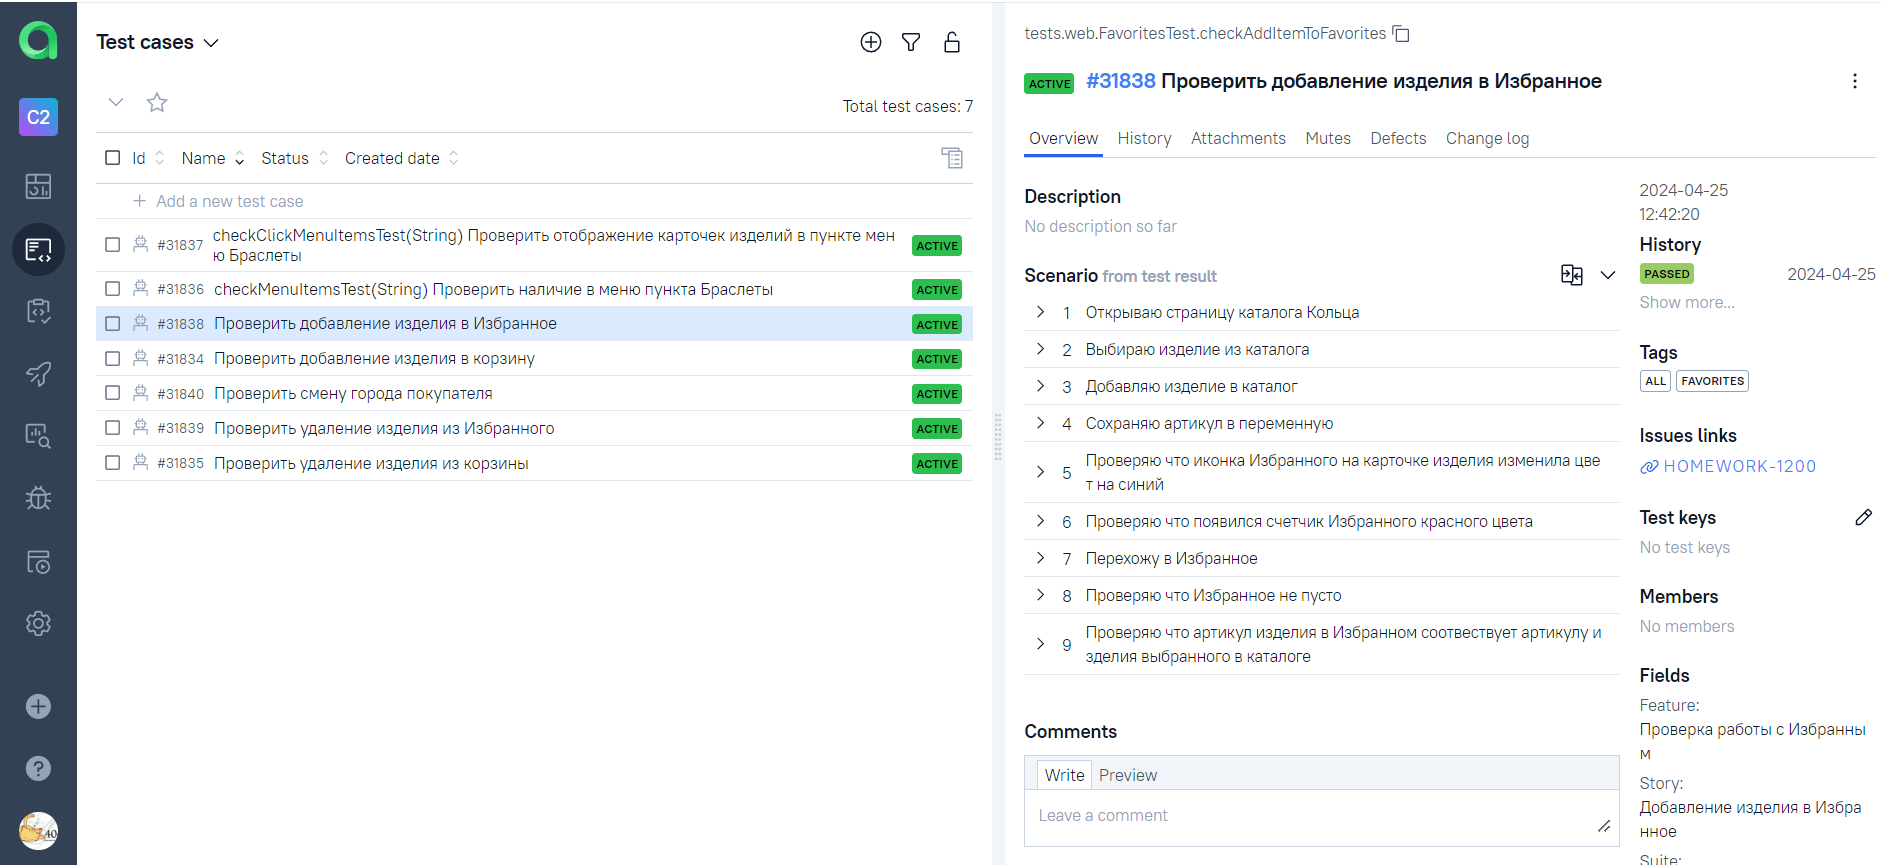 C2
Test cases
Total test cases: 7
Id Name Status Created date
Add a new test case
#31837 checkClickMenuItemsTest(String) Проверить отображение карточек изделий в пункте мен
ю Браслеты
ACTIVE
#31836 checkMenuItemsTest(String) Проверить наличие в меню пункта Браслеты ACTIVE
#31838 Проверить добавление изделия в Избранное ACTIVE
#31834 Проверить добавление изделия в корзину ACTIVE
#31840 Проверить смену города покупателя ACTIVE
#31839 Проверить удаление изделия из Избранного ACTIVE
#31835 Проверить удаление изделия из корзины ACTIVE
tests.web.FavoritesTest.checkAddItemToFavorites
ACTIVE #31838 Проверить добавление изделия в Избранное
Overview History Attachments Mutes Defects Change log
Description
No description so far
Scenario from test result
1 Открываю страницу каталога Кольца
2 Выбираю изделие из каталога
3 Добавляю изделие в каталог
4 Сохраняю артикул в переменную
5 Проверяю что иконка Избранного на карточке изделия изменила цве
т на синий
6 Проверяю что появился счетчик Избранного красного цвета
7 Перехожу в Избранное
8 Проверяю что Избранное не пусто
9 Проверяю что артикул изделия в Избранном соотвествует артикулу и
зделия выбранного в каталоге
Comments
Write Preview
Leave a comment
2024-04-25
12:42:20
History
PASSED 2024-04-25
Show more...
Tags
ALL FAVORITES
Issues links
HOMEWORK-1200
Test keys
No test keys
Members
No members
Fields
Feature:
Проверка работы с Избранны
м
Story:
Добавление изделия в Избра
нное
Suite:
40